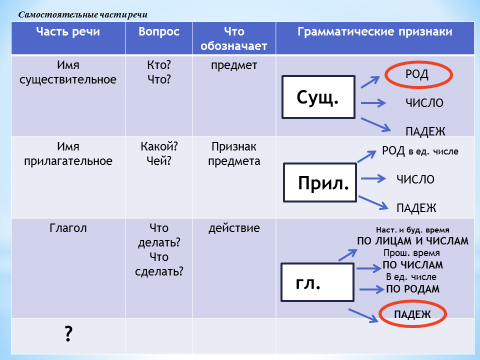 Самостоятельные части речи
Часть речи
Вопрос
Что
обозначает
Грамматические признаки
Имя
существительное
Кто?
Что?
предмет
Сущ.
РОД
ЧИСЛО
ПАДЕЖ
Имя
прилагательное
Какой?
Чей?
Признак
предмета
Прил.
РОД в ед. числе
ЧИСЛО
ПАДЕЖ
Глагол
Что
делать?
Что
сделать?
действие
гл.
Наст. и буд. время
ПО ЛИЦАМ И ЧИСЛАМ
Прош. время
ПО ЧИСЛАМ
В ед. числе
ПО РОДАМ
ПАДЕЖ
?